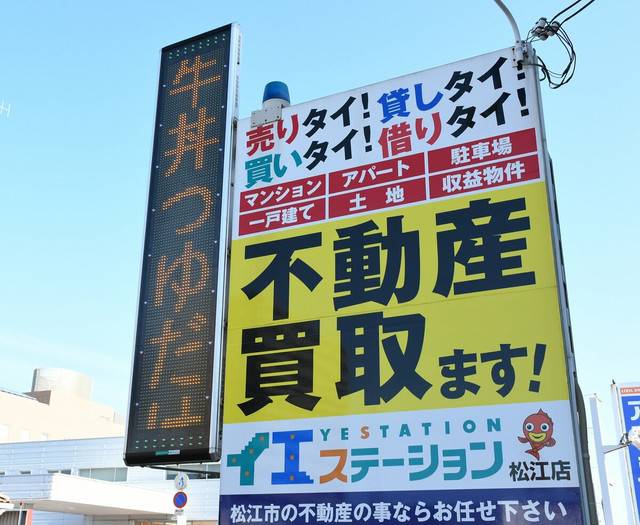 牛丼つゆだ
売りタイ! 貸しタイ!
買いタイ! 借りタイ!
マンション アパート 駐車場
一戸建て 土地 収益物件
不動産
買取ます!
YESTATION
イエステーション 松江店
松江市の不動産の事ならお任せ下さい